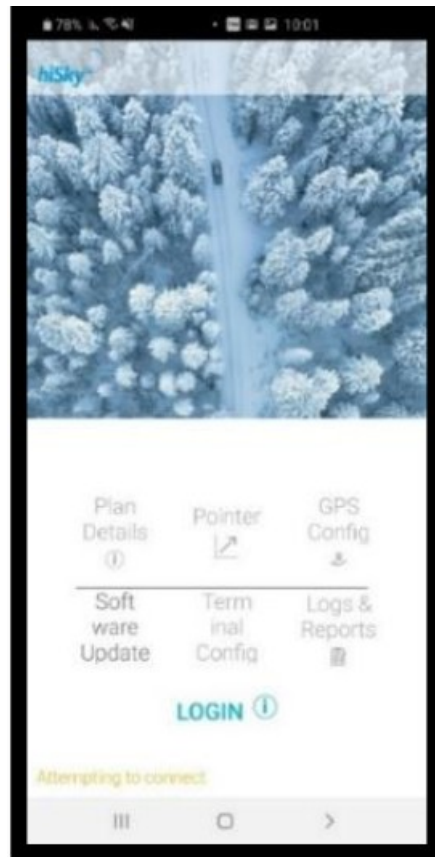 78% 10:01
hiSky
Plan Pointer GPS
Details Config
Soft Term Logs &
ware inal Reports
Update Config
LOGIN
Attempting to connect